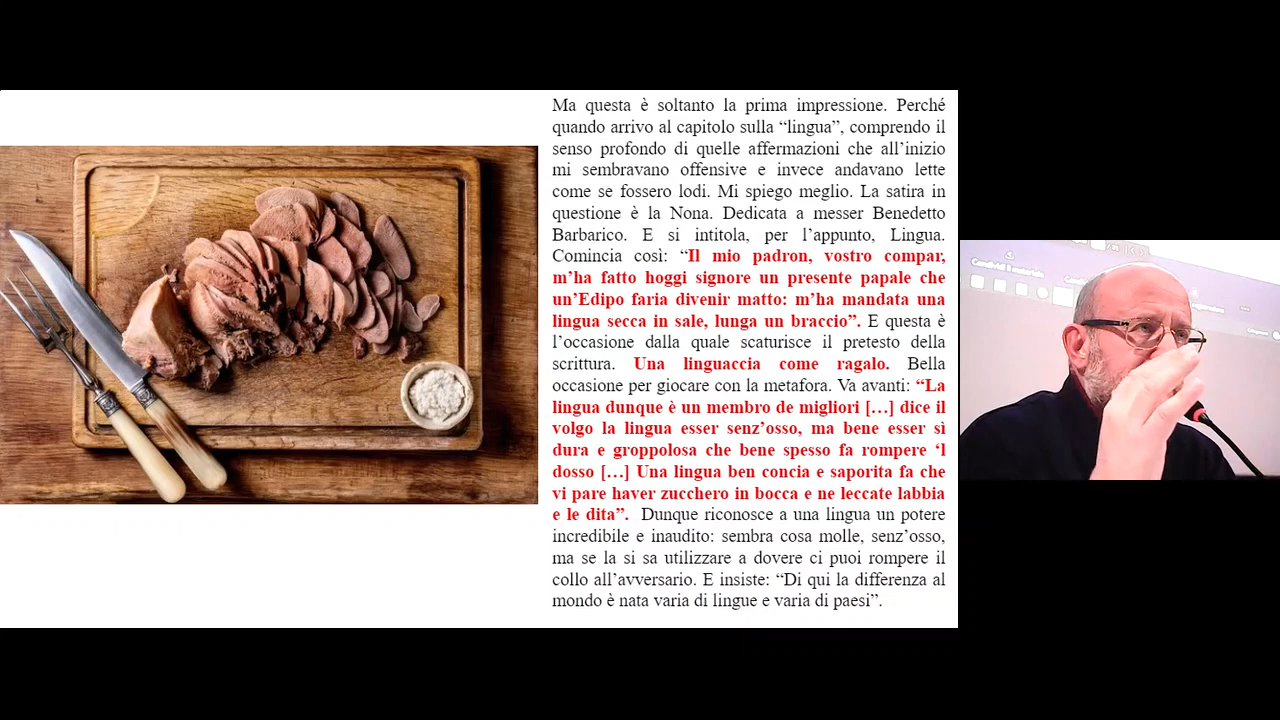 Ma questa è soltanto la prima impressione. Perché
quando arrivo al capitolo sulla “lingua”, comprendo il
senso profondo di quelle affermazioni che all’inizio
mi sembravano offensive e invece andavano lette
come se fossero lodi. Mi spiego meglio. La satira in
questione è la Nona. Dedicata a messer Benedetto
Barbarico. E si intitola, per l’appunto, Lingua.
Comincia così: “Il mio padron, vostro compar,
m’ha fatto hoggi signore un presente papale che
un’Edipo faria divenir matto: m’ha mandata una
lingua secca in sale, lunga un braccio”. E questa è
l’occasione dalla quale scaturisce il pretesto della
scrittura. Una linguaccia come ragalo. Bella
occasione per giocare con la metafora. Va avanti: “La
lingua dunque è un membro de migliori […] dice il
volgo la lingua esser senz’osso, ma bene esser sì
dura e groppolosa che bene spesso fa rompere ‘l
dosso […] Una lingua ben concia e saporita fa che
vi pare haver zucchero in bocca e ne leccate labbia
e le dita”. Dunque riconosce a una lingua un potere
incredibile e inaudito: sembra cosa molle, senz’osso,
ma se la si sa utilizzare a dovere ci puoi rompere il
collo all’avversario. E insiste: “Di qui la differenza al
mondo è nata varia di lingue e varia di paesi”.